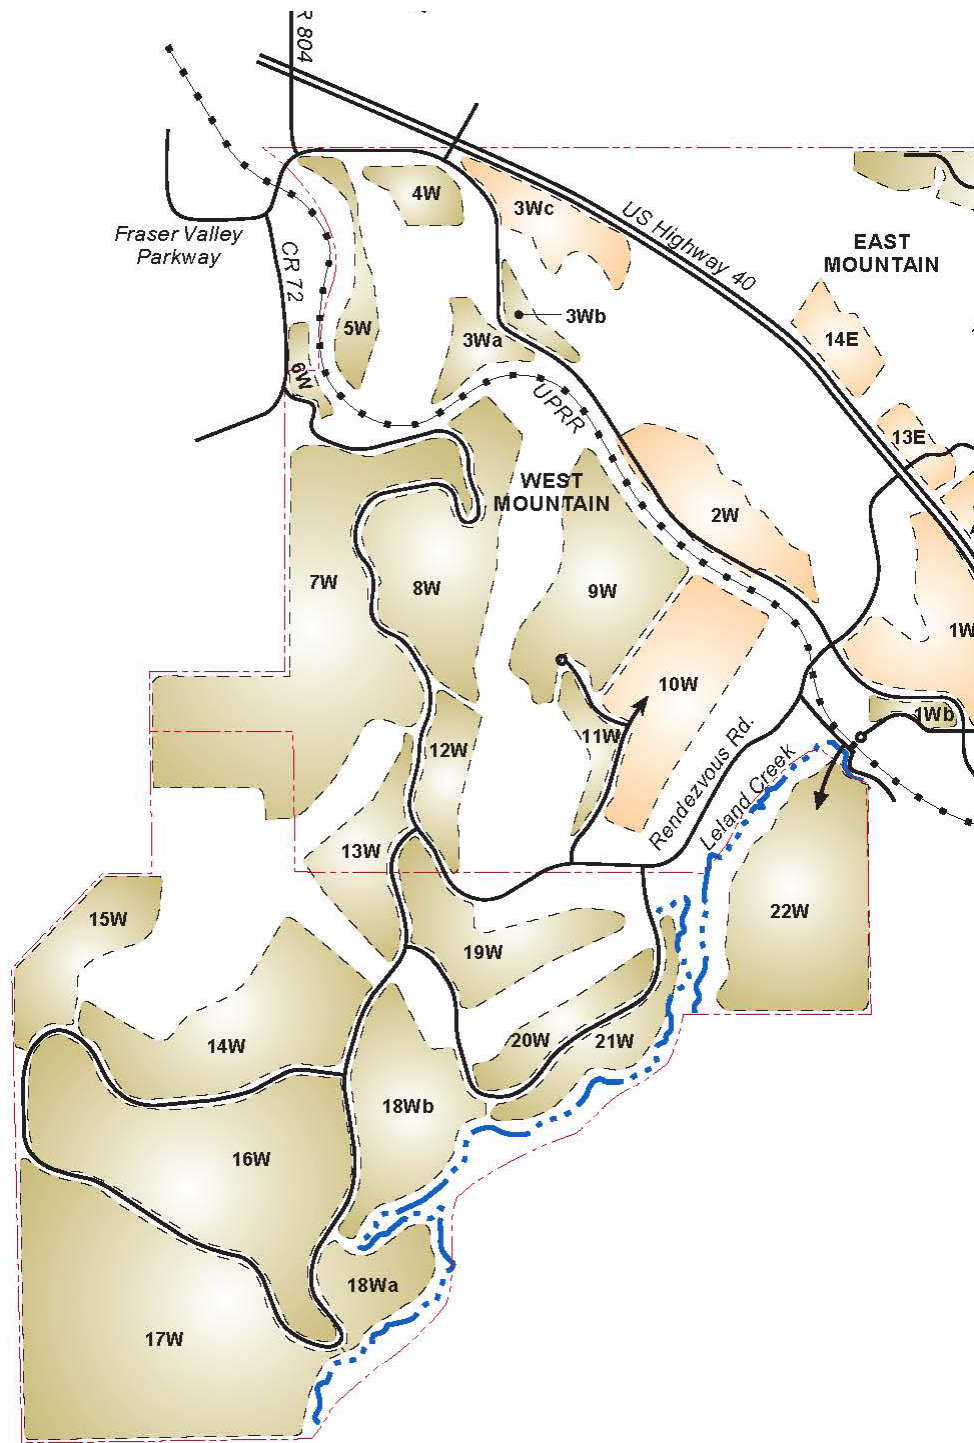 R 804
4W
3Wc
US Highway 40
Fraser Valley
Parkway
EAST
MOUNTAIN
CR 72
3Wb
5W
3Wa
14E
6W
UPRR
13E
WEST
MOUNTAIN
2W
7W
8W
9W
1W
10W
1Wb
11W
12W
Rendezvous Rd.
Leland Creek
13W
22W
15W
19W
20W
21W
14W
18Wb
16W
18Wa
17W